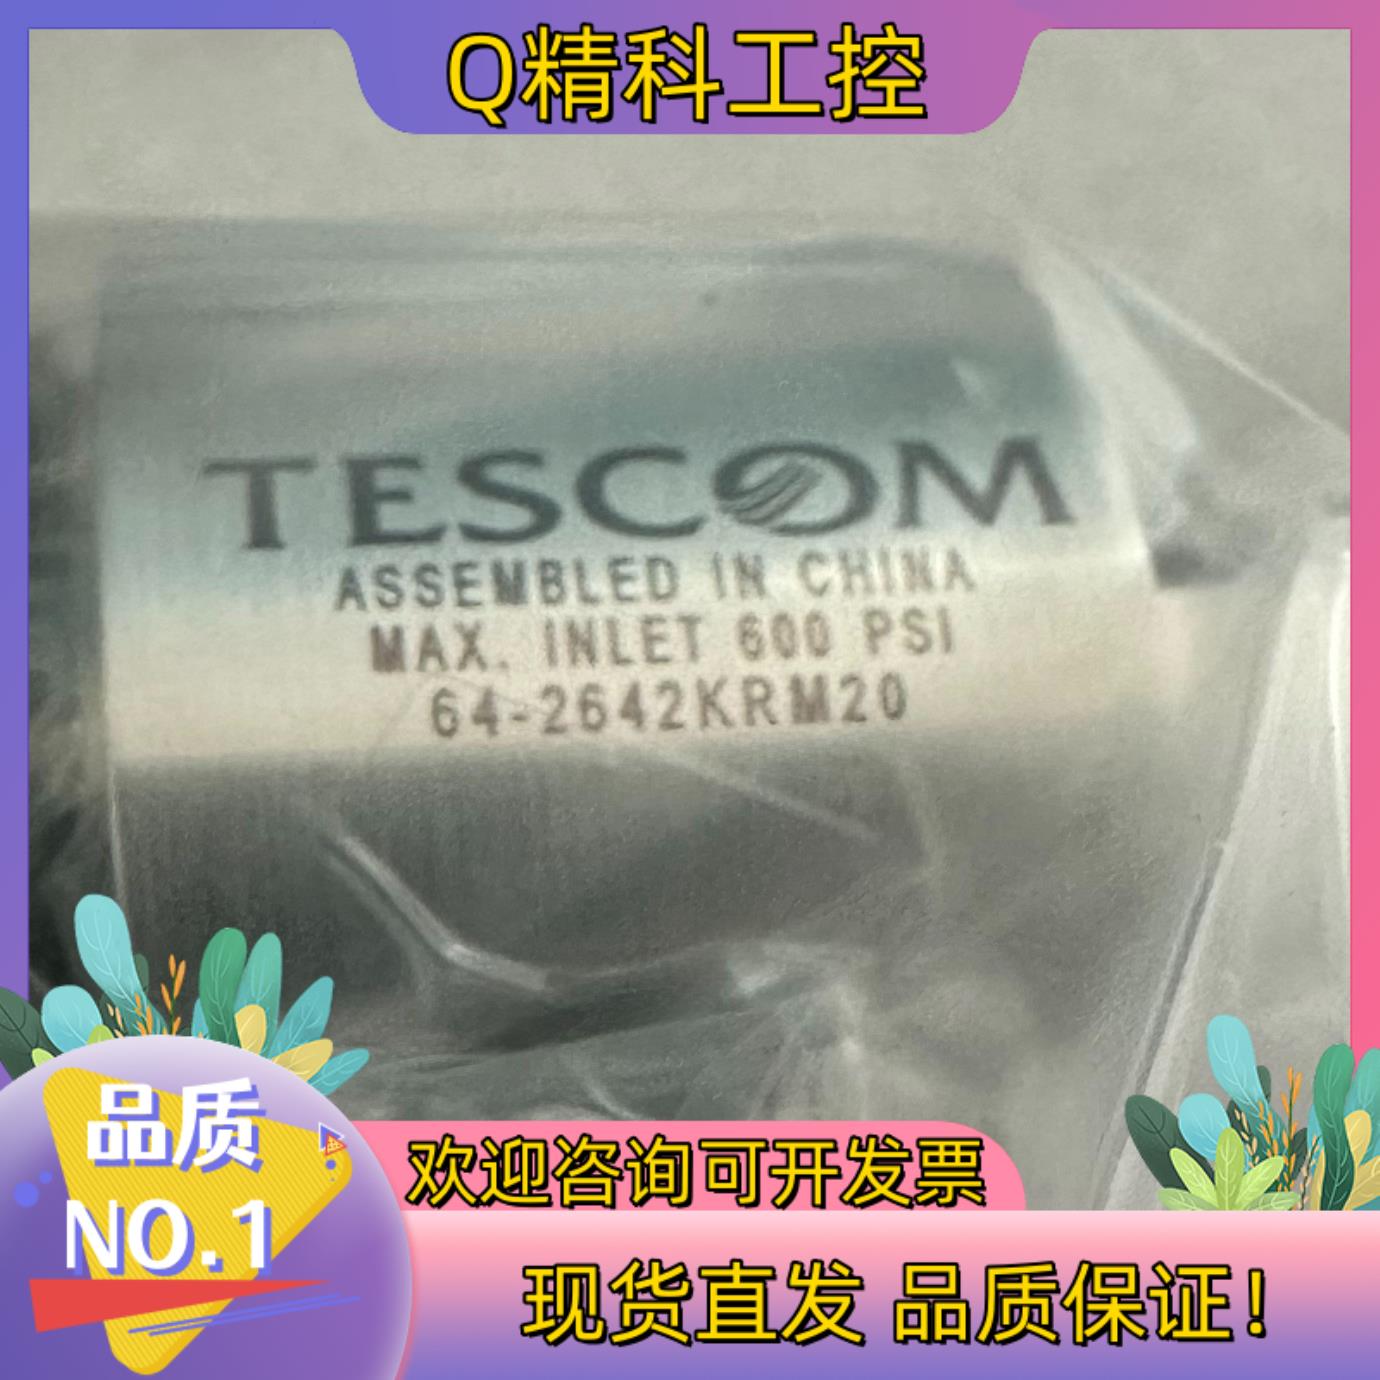 Q精科工控
TESCOM
ASSEMBLED IN CHINA
MAX. INLET 600 PSI
64-2642KRM20
品质
NO.1
欢迎咨询可开发票
现货直发 品质保证!